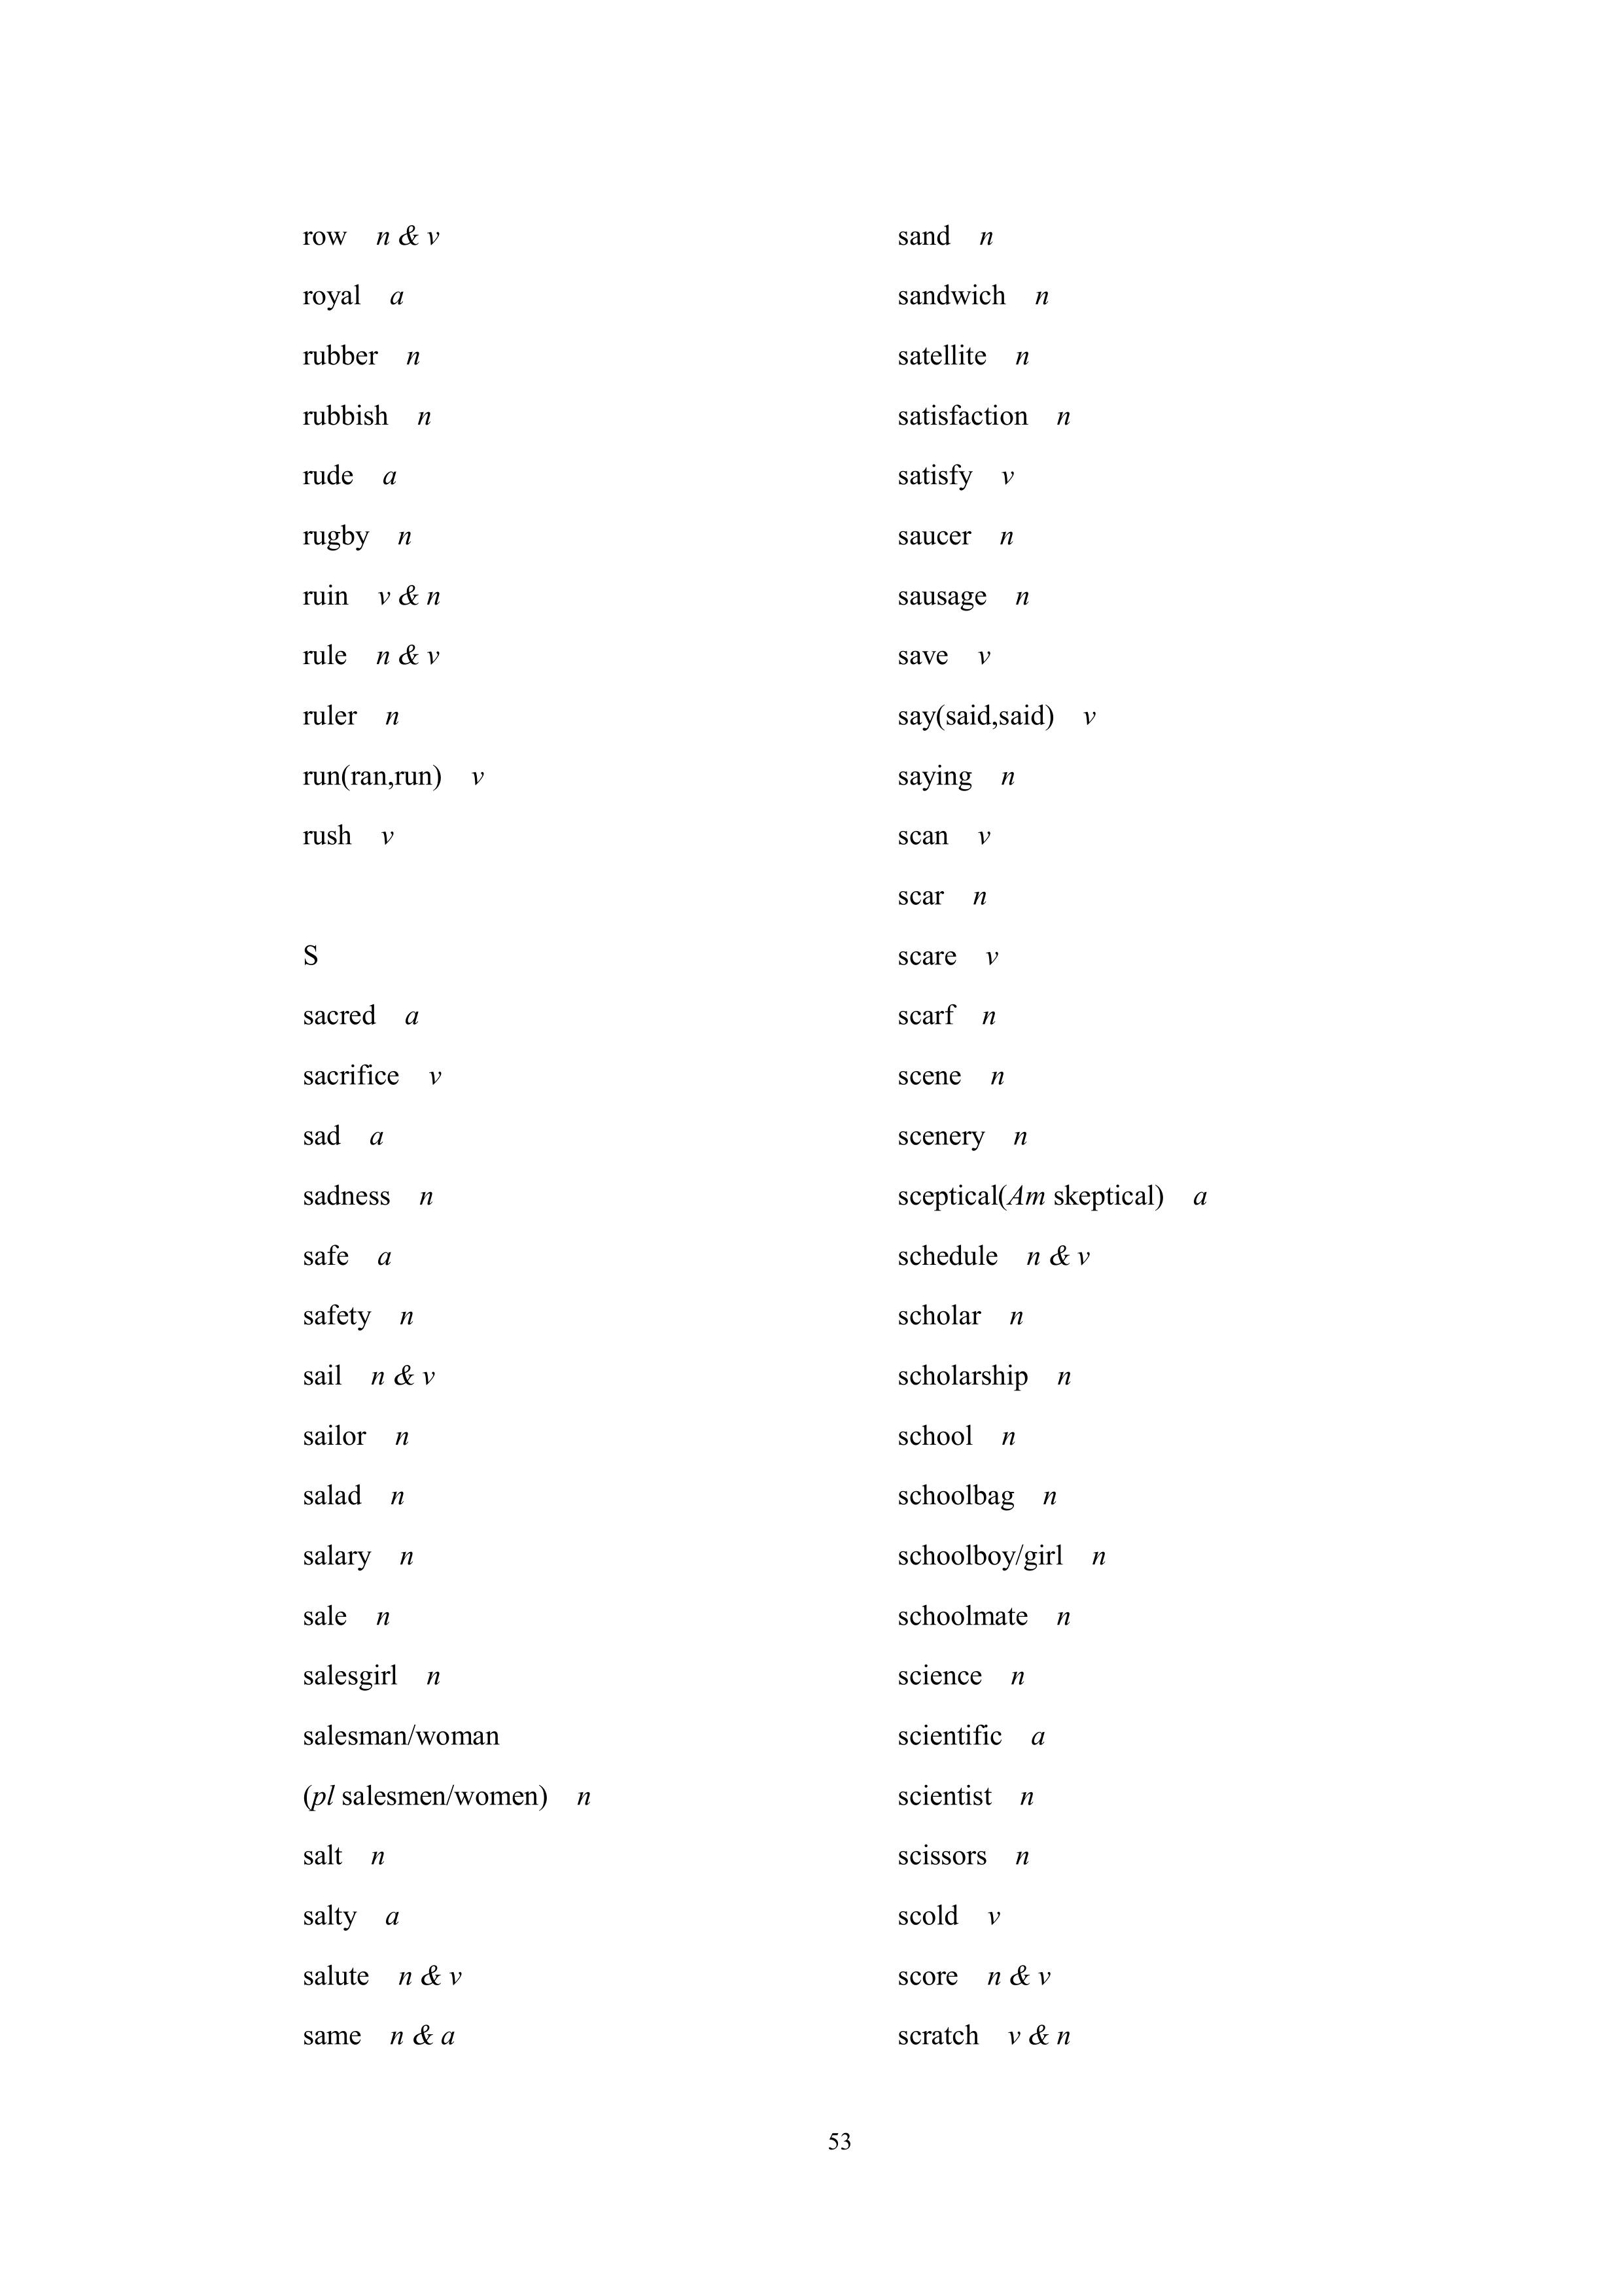 row n & v
royal a
rubber n
rubbish n
rude a
rugby n
ruin v & n
rule n & v
ruler n
run(ran,run) v
rush v
S
sacred a
sacrifice v
sad a
sadness n
safe a
safety n
sail n & v
sailor n
salad n
salary n
sale n
salesgirl n
salesman/woman
(pl salesmen/women) n
salt n
salty a
salute n & v
same n & a
sand n
sandwich n
satellite n
satisfaction n
satisfy v
saucer n
sausage n
save v
say(said,said) v
saying n
scan v
scar n
scare v
scarf n
scene n
scenery n
sceptical(Am skeptical) a
schedule n & v
scholar n
scholarship n
school n
schoolbag n
schoolboy/girl n
schoolmate n
science n
scientific a
scientist n
scissors n
scold v
score n & v
scratch v & n
53